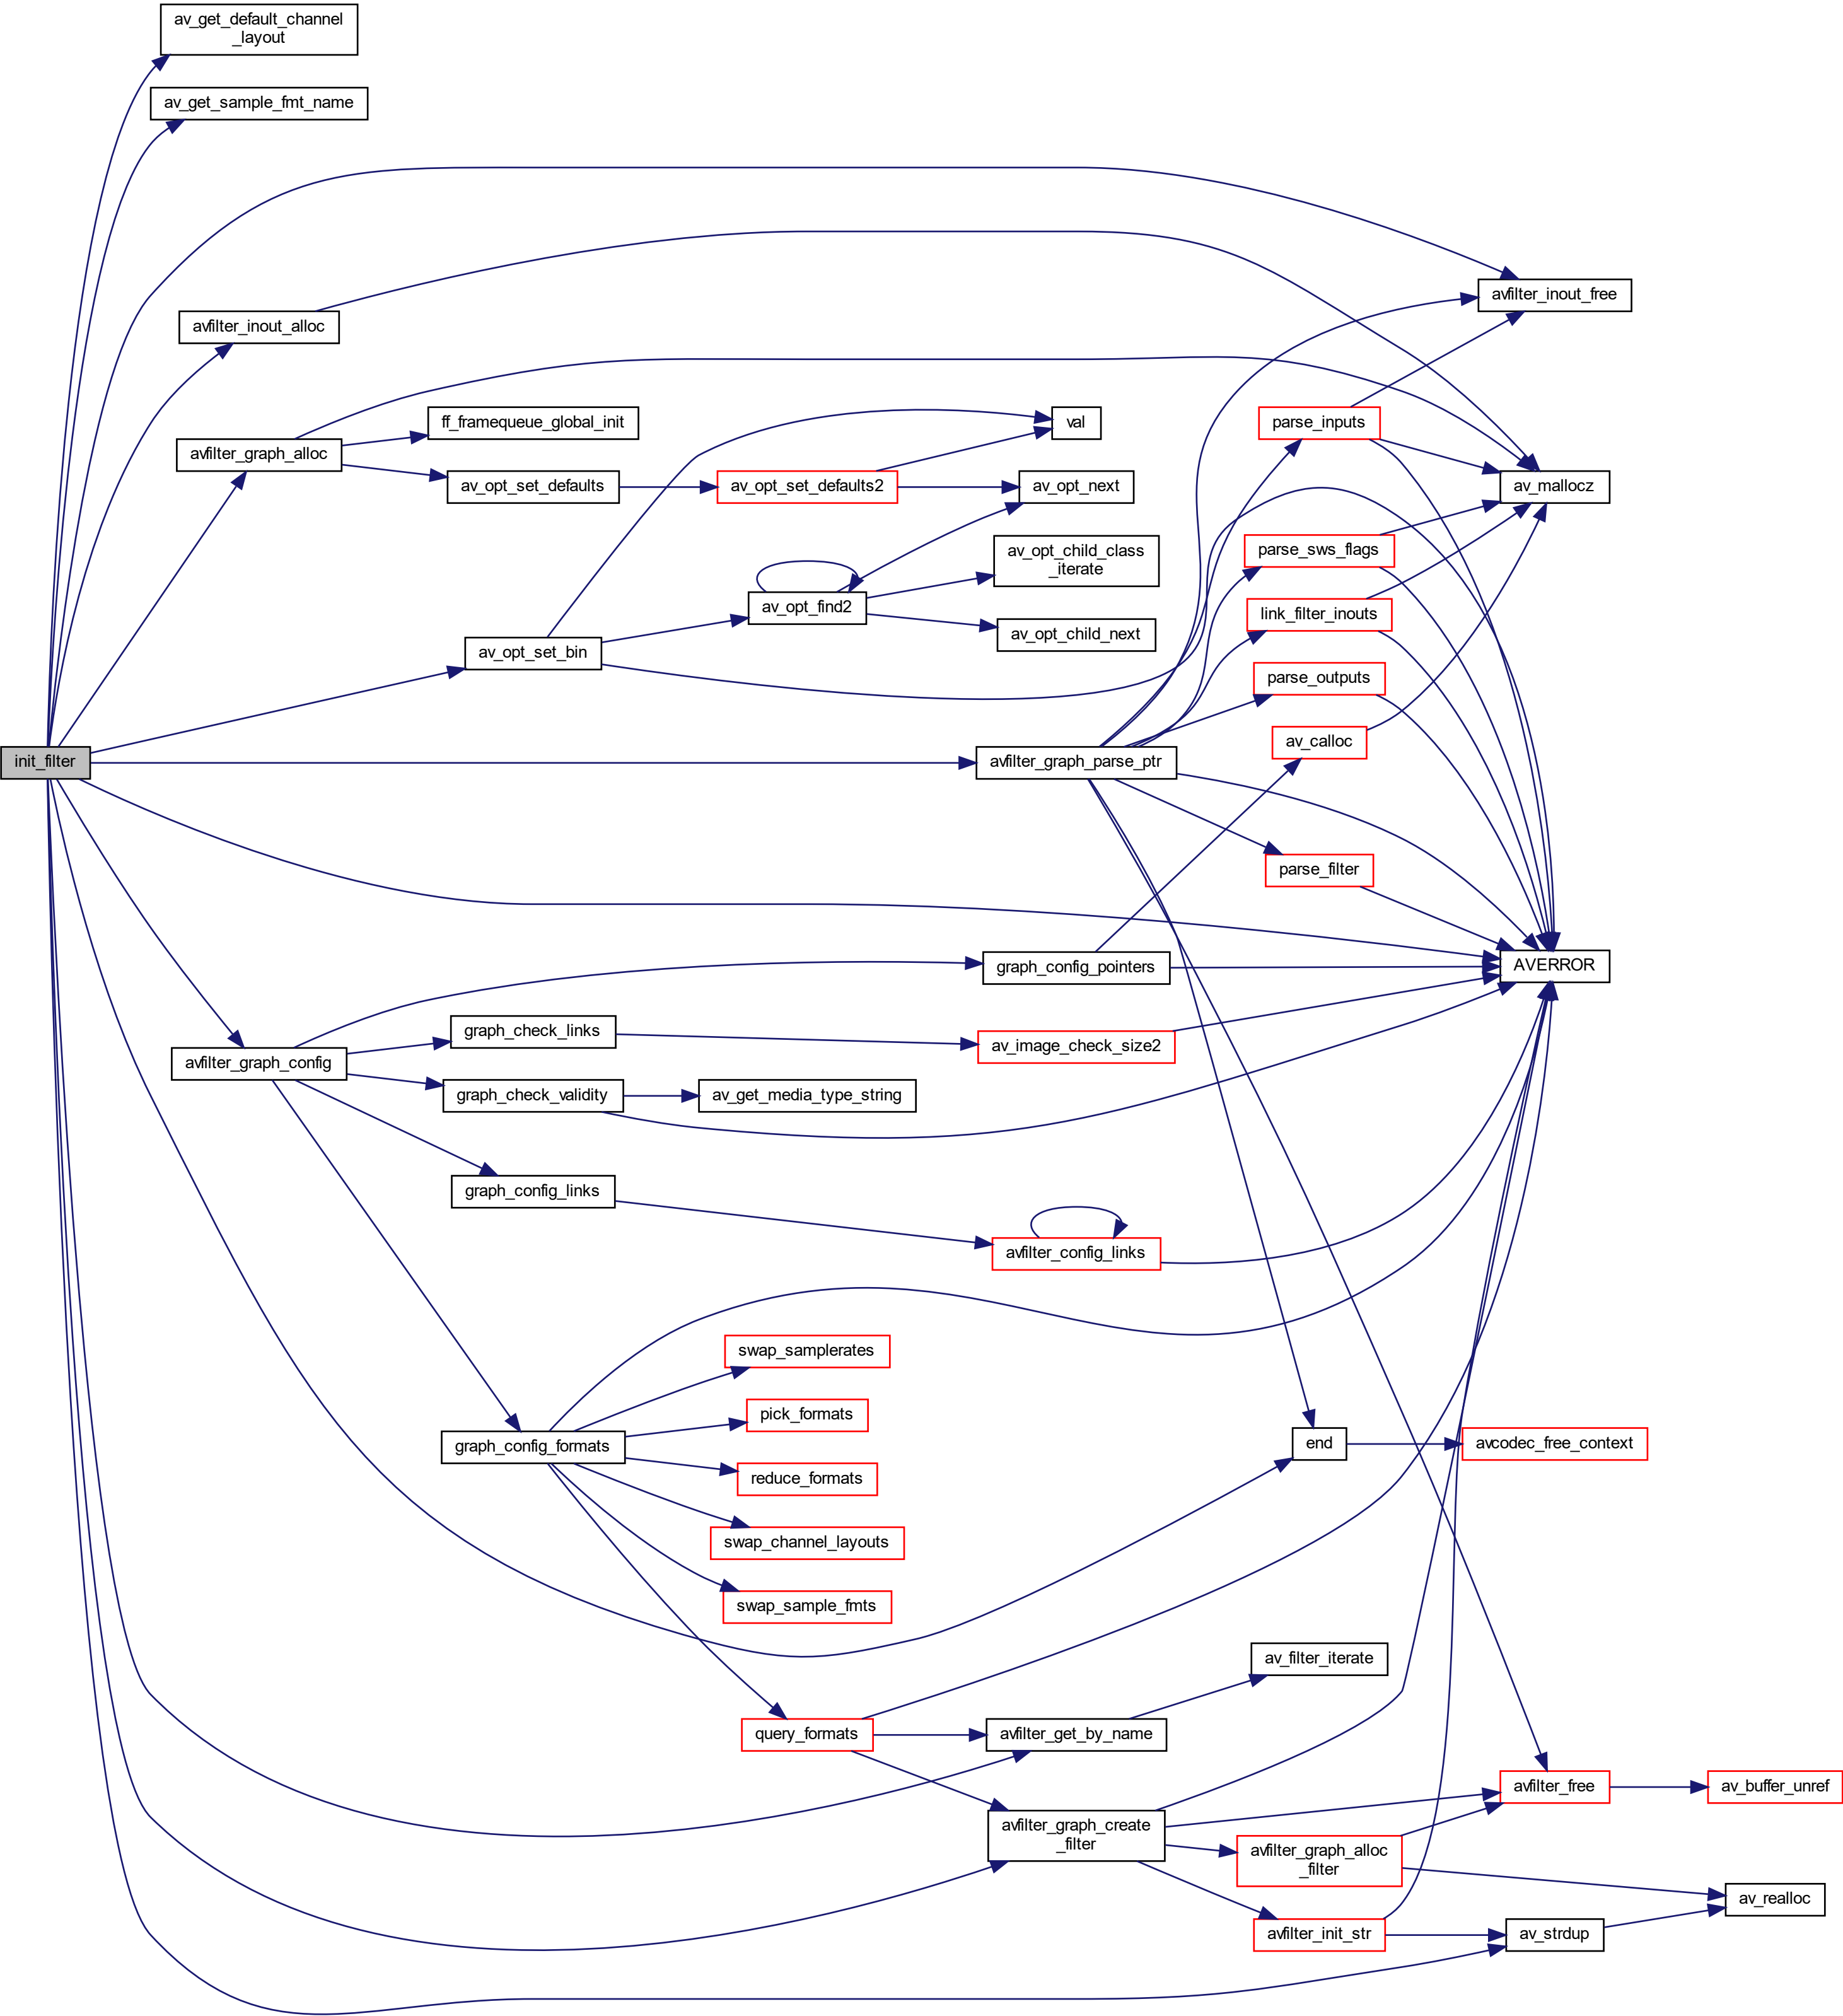 av_get_default_channel
_layout
av_get_sample_fmt_name
avfilter_inout_free
avfilter_inout_alloc
ff_framequeue_global_init
val
parse_inputs
avfilter_graph_alloc
av_opt_set_defaults
av_opt_set_defaults2
av_opt_next
av_mallocz
av_opt_child_class
_iterate
parse_sws_flags
av_opt_find2
link_filter_inouts
av_opt_child_next
av_opt_set_bin
parse_outputs
av_calloc
init_filter
avfilter_graph_parse_ptr
parse_filter
graph_config_pointers
AVERROR
graph_check_links
av_image_check_size2
avfilter_graph_config
graph_check_validity
av_get_media_type_string
graph_config_links
avfilter_config_links
swap_samplerates
pick_formats
graph_config_formats
end
avcodec_free_context
reduce_formats
swap_channel_layouts
swap_sample_fmts
av_filter_iterate
query_formats
avfilter_get_by_name
avfilter_free
av_buffer_unref
avfilter_graph_create
_filter
avfilter_graph_alloc
_filter
av_realloc
avfilter_init_str
av_strdup